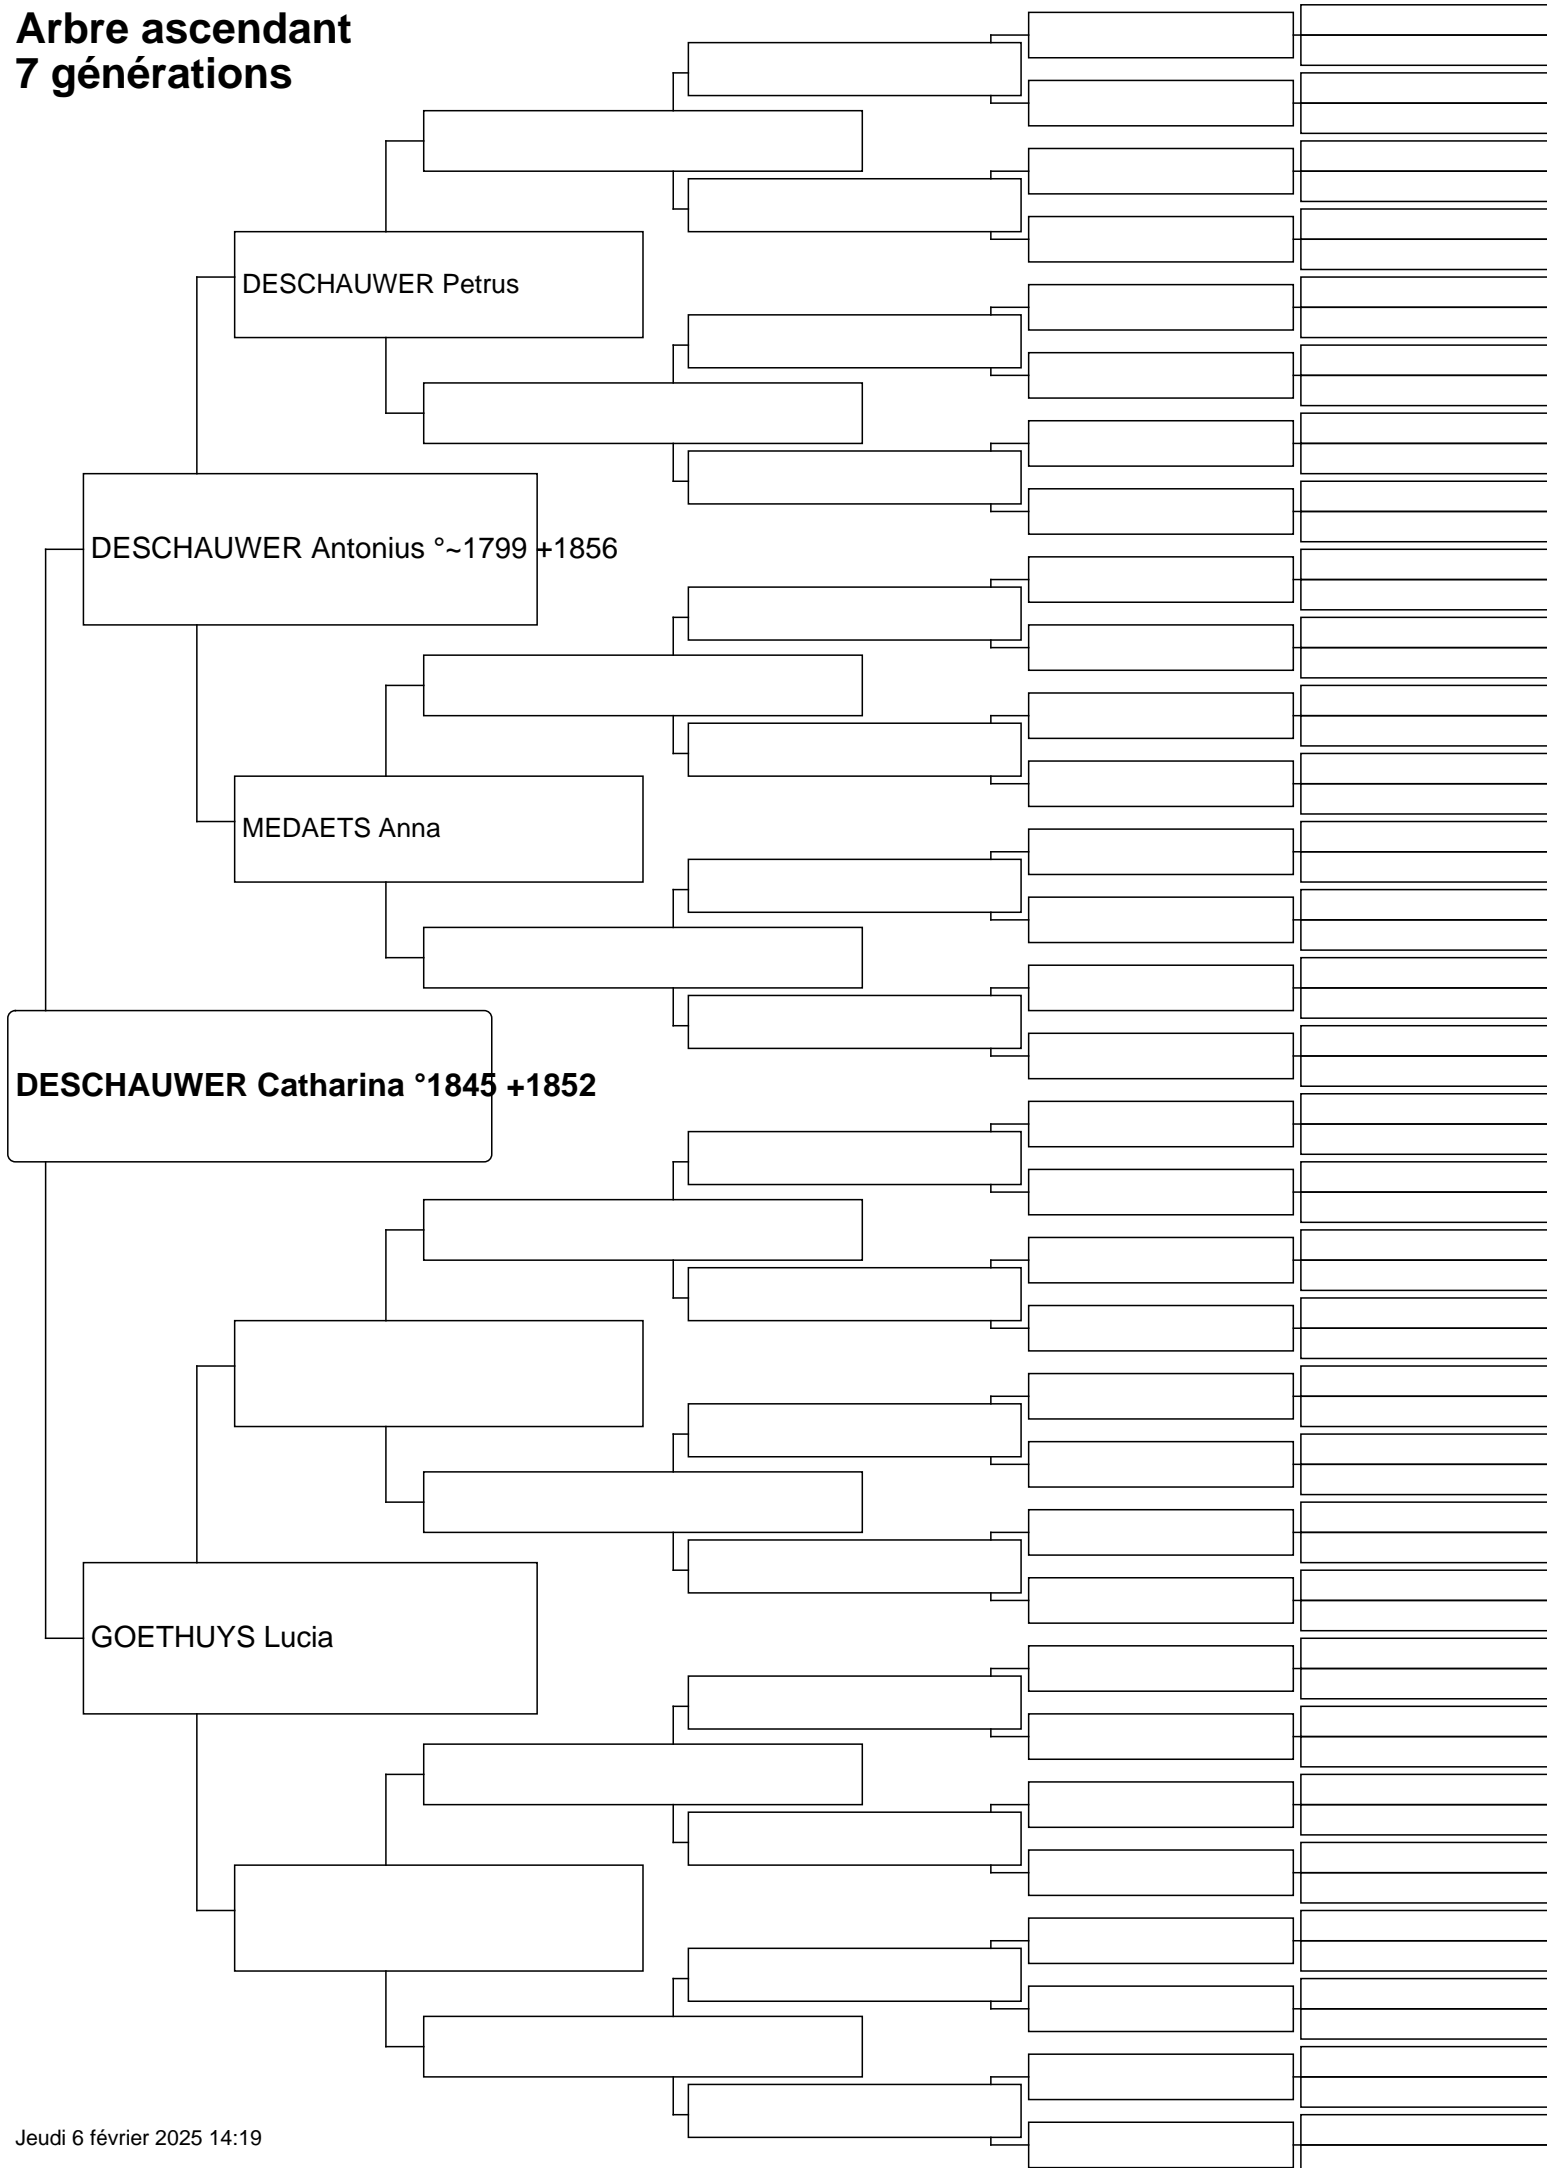 Arbre ascendant
7 générations
DESCHAUWER Petrus
DESCHAUWER Antonius °~1799 +1856
MEDAETS Anna
DESCHAUWER Catharina °1845 +1852
GOETHUYS Lucia
Jeudi 6 février 2025 14:19